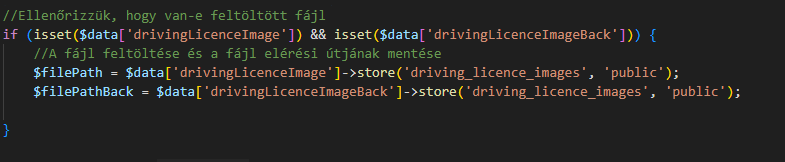 //Ellenőrizzük, hogy van-e feltöltött fájl
if (isset($data['drivingLicenceImage']) && isset($data['drivingLicenceImageBack'])) {
//A fájl feltöltése és a fájl elérési útjának mentése
$filePath = $data['drivingLicenceImage']->store('driving_licence_images', 'public');
$filePathBack = $data['drivingLicenceImageBack']->store('driving_licence_images', 'public');
}